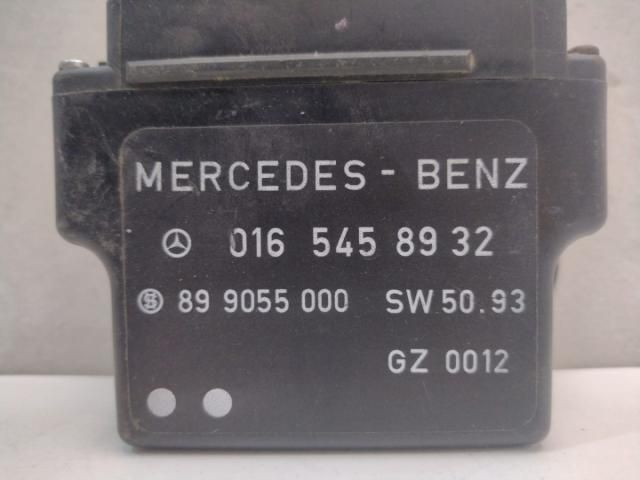 MERCEDES - BENZ
016 545 89 32
89 9055 000 SW 50.93
GZ 0012